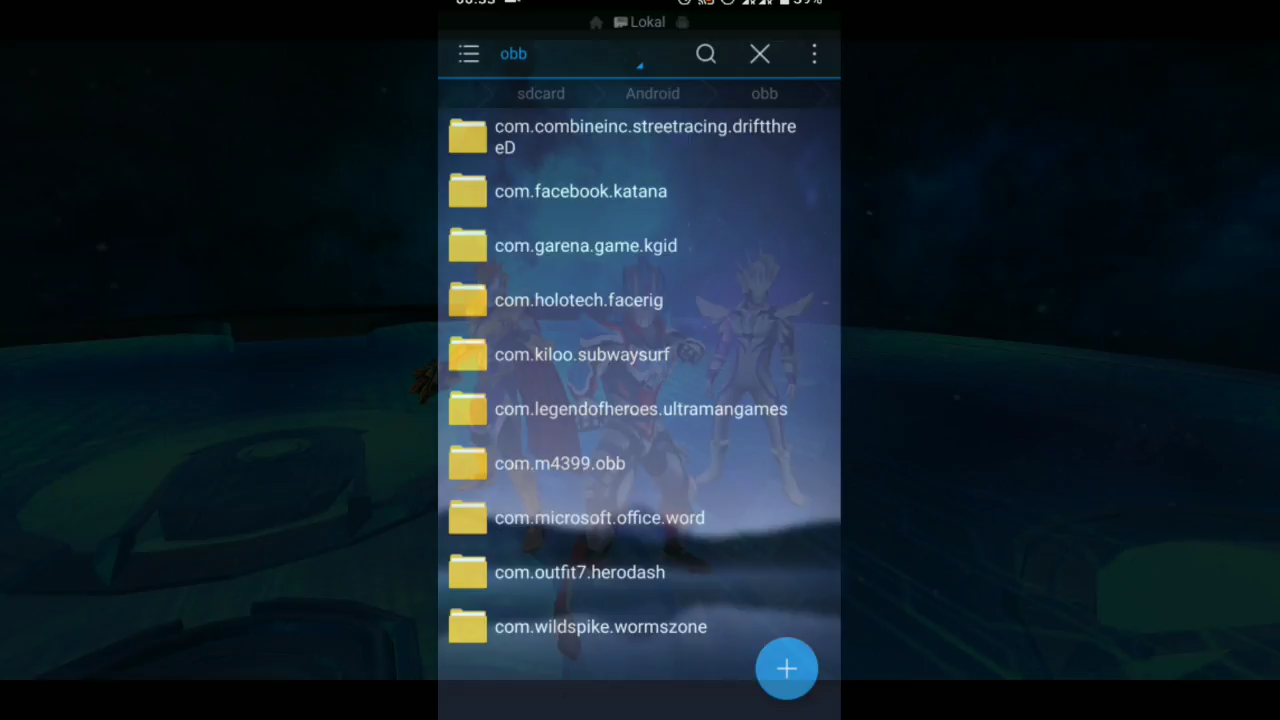 Lokal
obb
sdcard
Android
obb
com.combineinc.streetracing.driftthre
eD
com.facebook.katana
com.garena.game.kgid
com.holotech.facerig
com.kiloo.subwaysurf
com.legendofheroes.ultramangames
com.m4399.obb
com.microsoft.office.word
com.outfit7.herodash
com.wildspike.wormszone